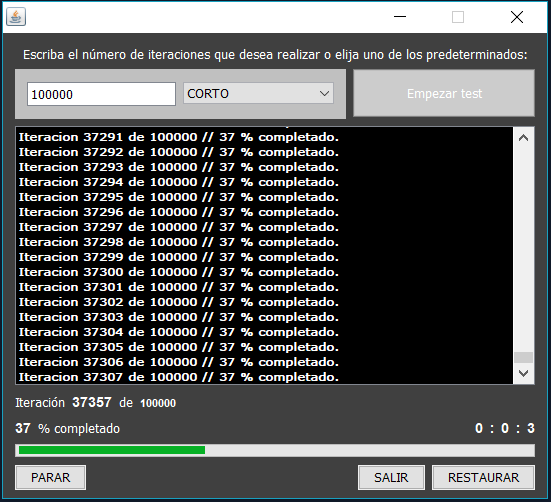 Escriba el número de iteraciones que desea realizar o elija uno de los predeterminados:
100000 CORTO Empezar test
Iteracion 37291 de 100000 // 37 % completado.
Iteracion 37292 de 100000 // 37 % completado.
Iteracion 37293 de 100000 // 37 % completado.
Iteracion 37294 de 100000 // 37 % completado.
Iteracion 37295 de 100000 // 37 % completado.
Iteracion 37296 de 100000 // 37 % completado.
Iteracion 37297 de 100000 // 37 % completado.
Iteracion 37298 de 100000 // 37 % completado.
Iteracion 37299 de 100000 // 37 % completado.
Iteracion 37300 de 100000 // 37 % completado.
Iteracion 37301 de 100000 // 37 % completado.
Iteracion 37302 de 100000 // 37 % completado.
Iteracion 37303 de 100000 // 37 % completado.
Iteracion 37304 de 100000 // 37 % completado.
Iteracion 37305 de 100000 // 37 % completado.
Iteracion 37306 de 100000 // 37 % completado.
Iteracion 37307 de 100000 // 37 % completado.
Iteración 37357 de 100000
37 % completado 0 : 0 : 3
PARAR SALIR RESTAURAR